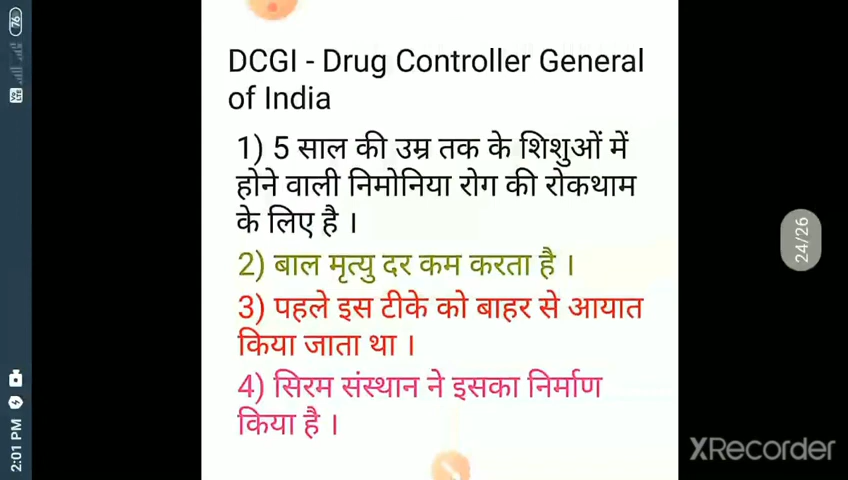 DCGI - Drug Controller General
of India
1) 5 साल की उम्र तक के शिशुओं में
होने वाली निमोनिया रोग की रोकथाम
के लिए है ।
2) बाल मृत्यु दर कम करता है ।
3) पहले इस टीके को बाहर से आयात
किया जाता था ।
4) सिरम संस्थान ने इसका निर्माण
किया है ।
24/26
76
2:01 PM
XRecorder